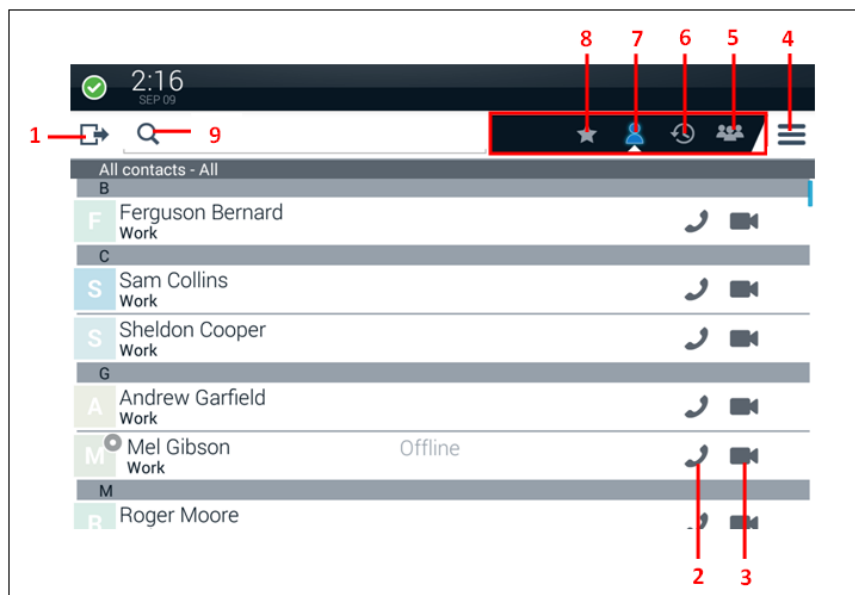 8 7 6 5 4
2:16
SEP 09
1 9
All contacts - All
B
F Ferguson Bernard
Work
C
S Sam Collins
Work
S Sheldon Cooper
Work
G
A Andrew Garfield
Work
M Mel Gibson Offline
Work
M
R Roger Moore
2 3